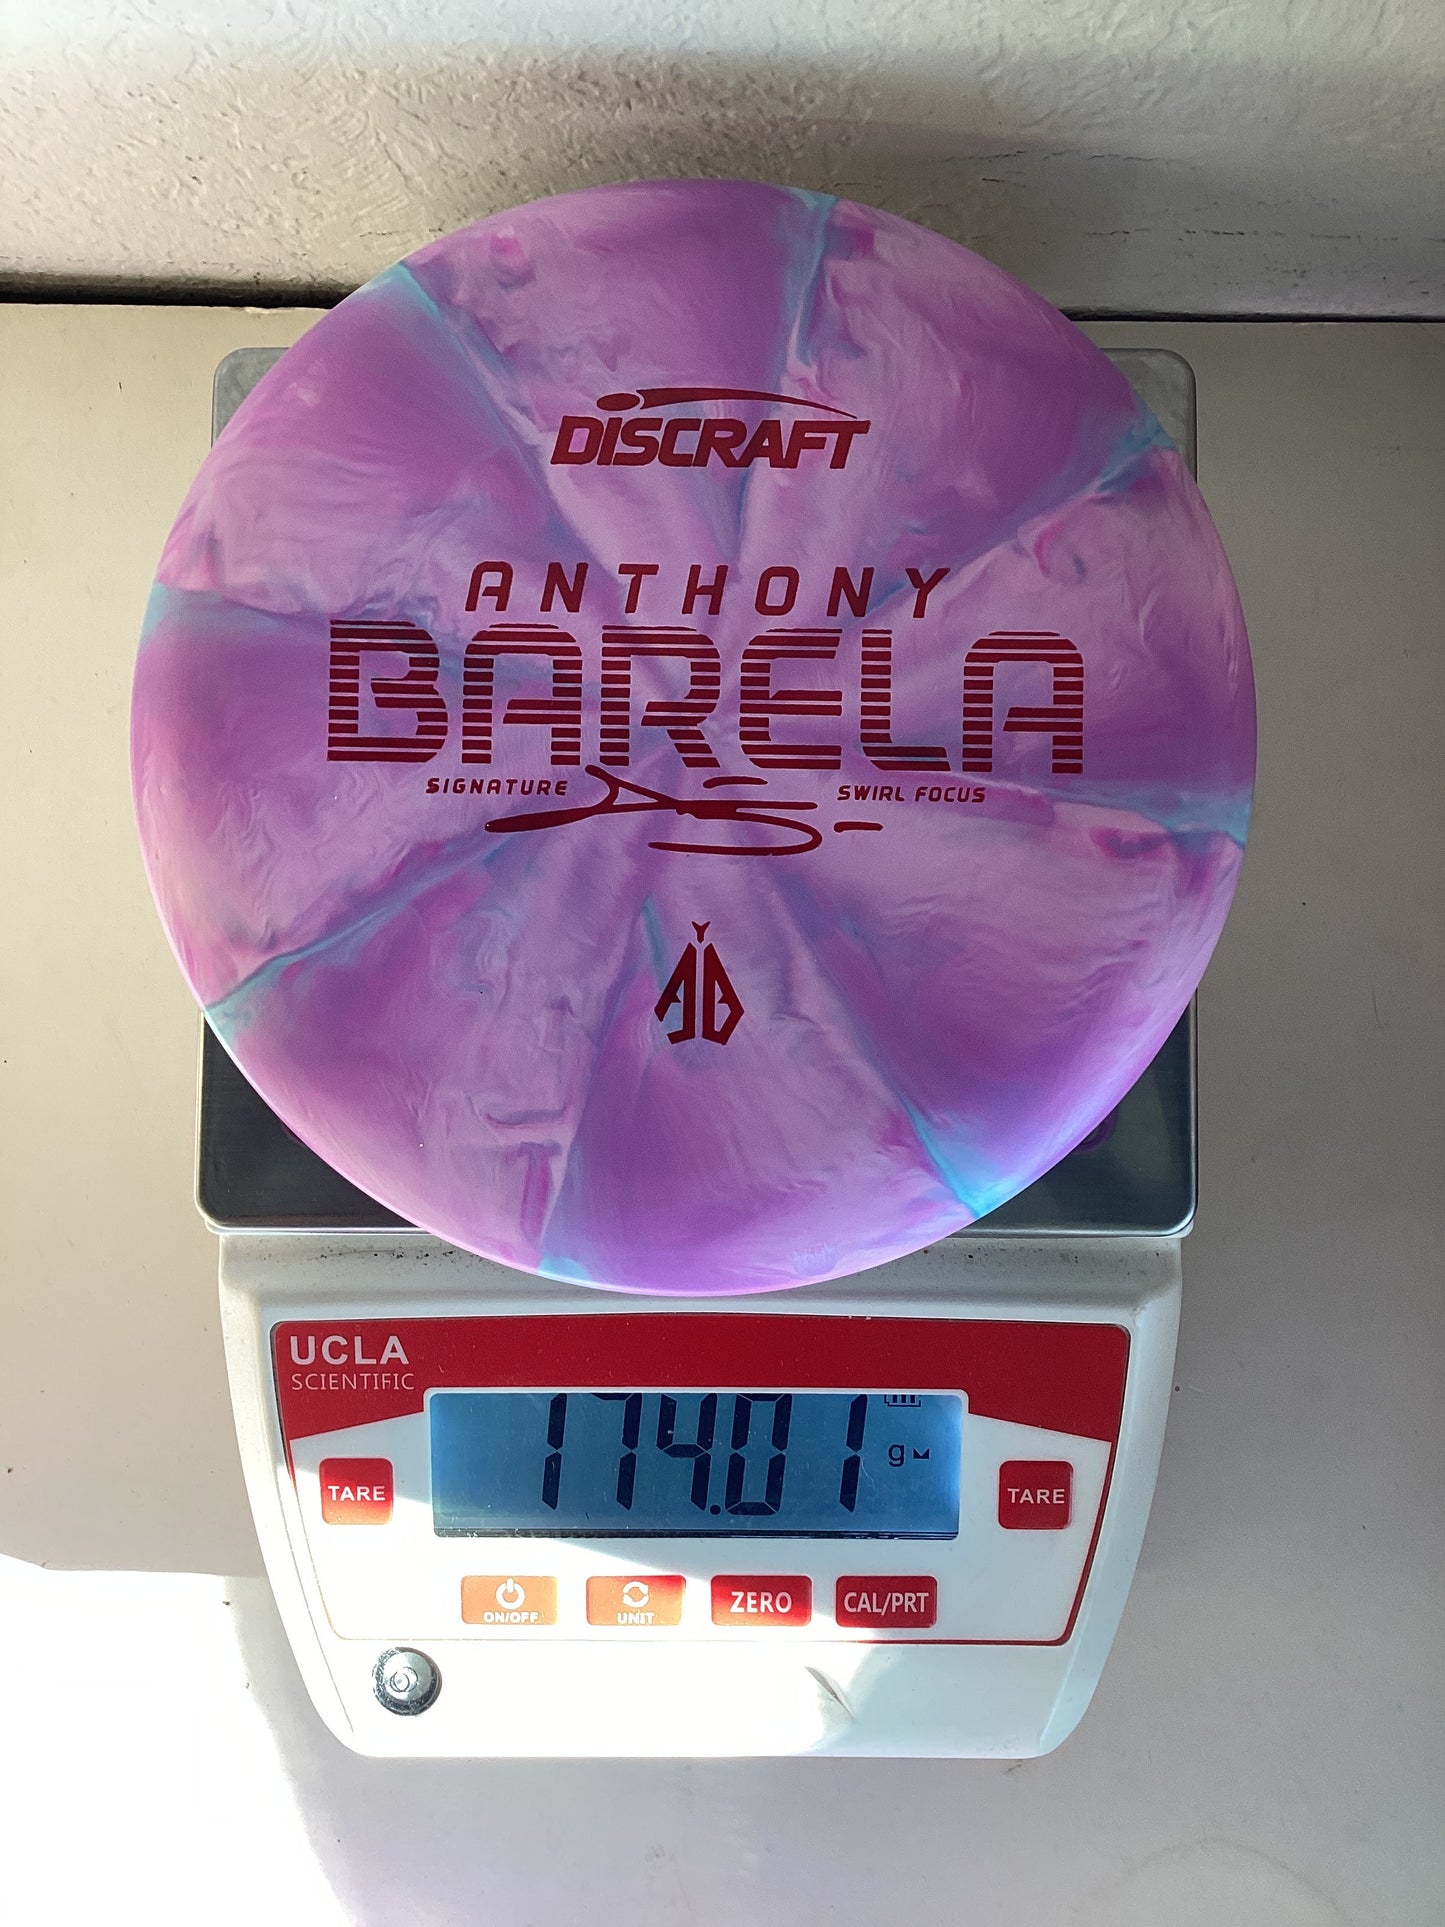 DISCRAFT
ANTHONY
BARELA
SIGNATURE SWIRL FOCUS
AB
UCLA
SCIENTIFIC
174.01 g
TARE TARE
ON/OFF UNIT ZERO CAL/PRT